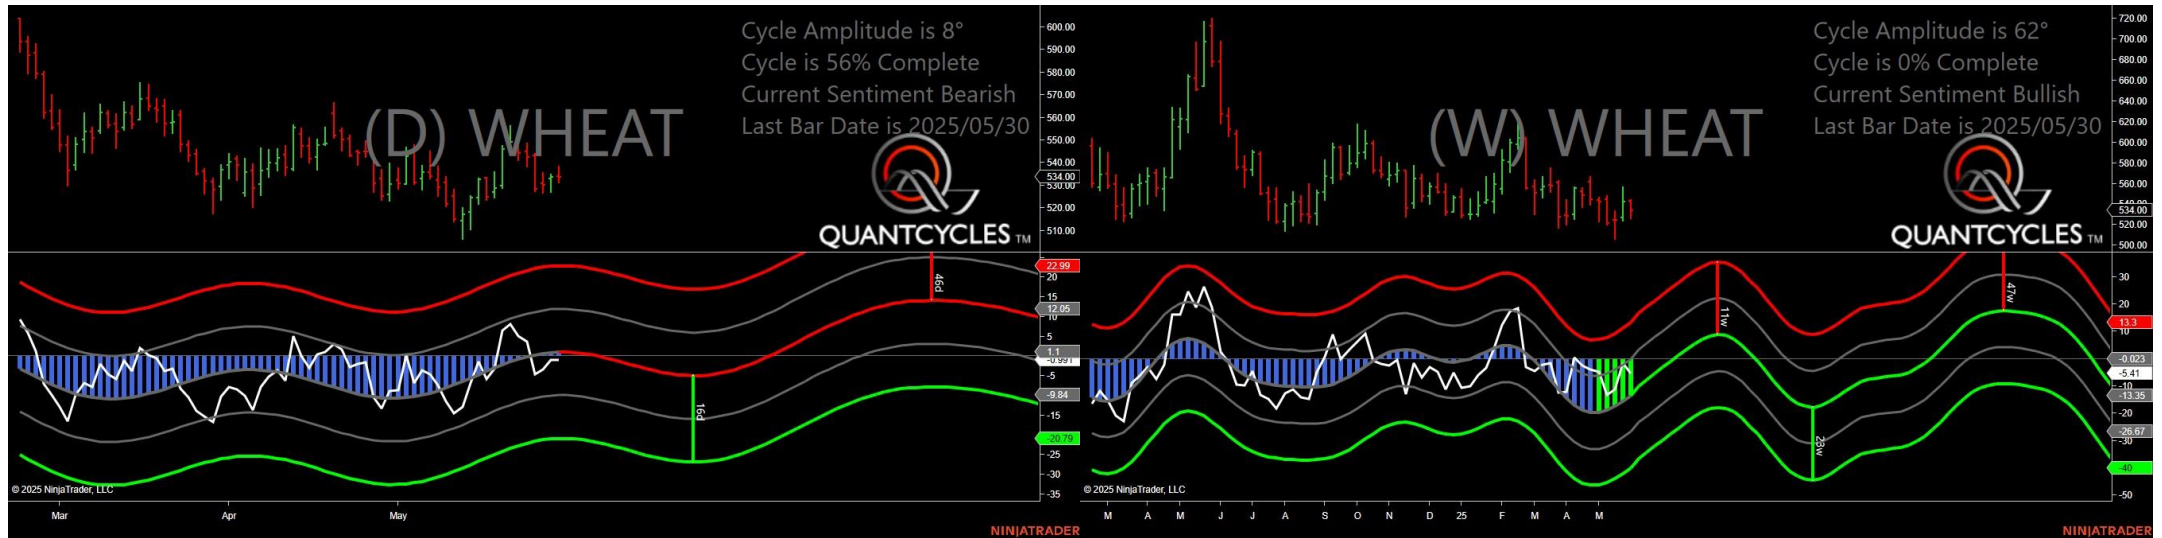 Cycle Amplitude is 8°
Cycle is 56% Complete
Current Sentiment Bearish
Last Bar Date is 2025/05/30
(D) WHEAT
QUANTCYCLES TM
600.00
590.00
580.00
570.00
560.00
550.00
540.00
534.00
530.00
520.00
510.00
22.99
20
15
12.05
10
5
1.1
-0.991
-5
-9.84
-15
-20.79
-25
-30
-35
46d
16d
© 2025 NinjaTrader, LLC
Mar
Apr
May
NINJATRADER
Cycle Amplitude is 62°
Cycle is 0% Complete
Current Sentiment Bullish
Last Bar Date is 2025/05/30
(W) WHEAT
QUANTCYCLES TM
720.00
700.00
680.00
660.00
640.00
620.00
600.00
580.00
560.00
540.00
534.00
520.00
500.00
30
20
13.3
10
-0.023
-5.41
-10
-13.35
-20
-26.67
-30
-40
-50
11w
47w
23w
© 2025 NinjaTrader, LLC
M A M J J A S O N D 25 F M A M
NINJATRADER